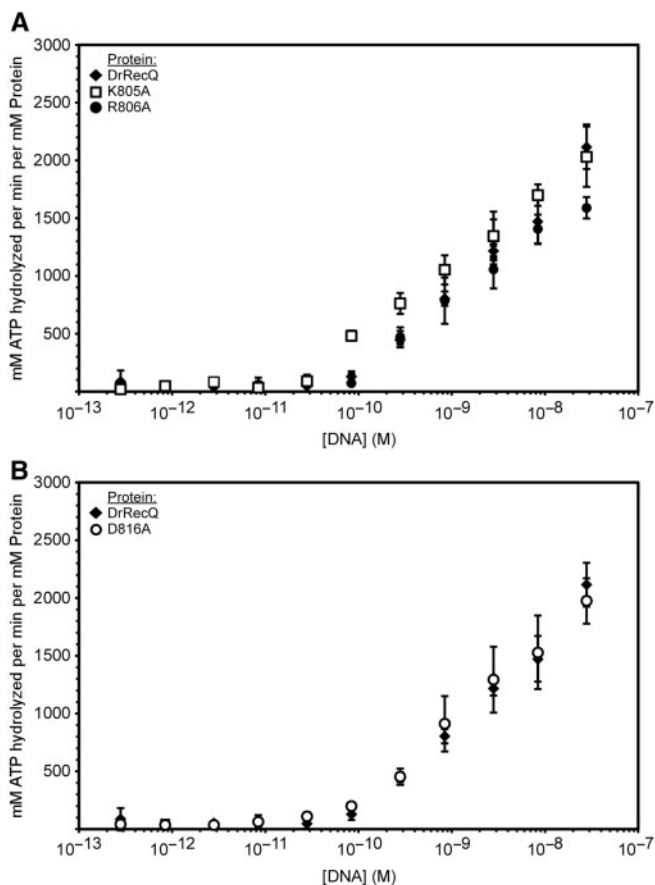 A
3000
2500
2000
1500
1000
500
mM ATP hydrolyzed per min per mM Protein
Protein:
DrRecQ
K805A
R806A
10−13 10−12 10−11 10−10 10−9 10−8 10−7
[DNA] (M)
B
3000
2500
2000
1500
1000
500
mM ATP hydrolyzed per min per mM Protein
Protein:
DrRecQ
D816A
10−13 10−12 10−11 10−10 10−9 10−8 10−7
[DNA] (M)